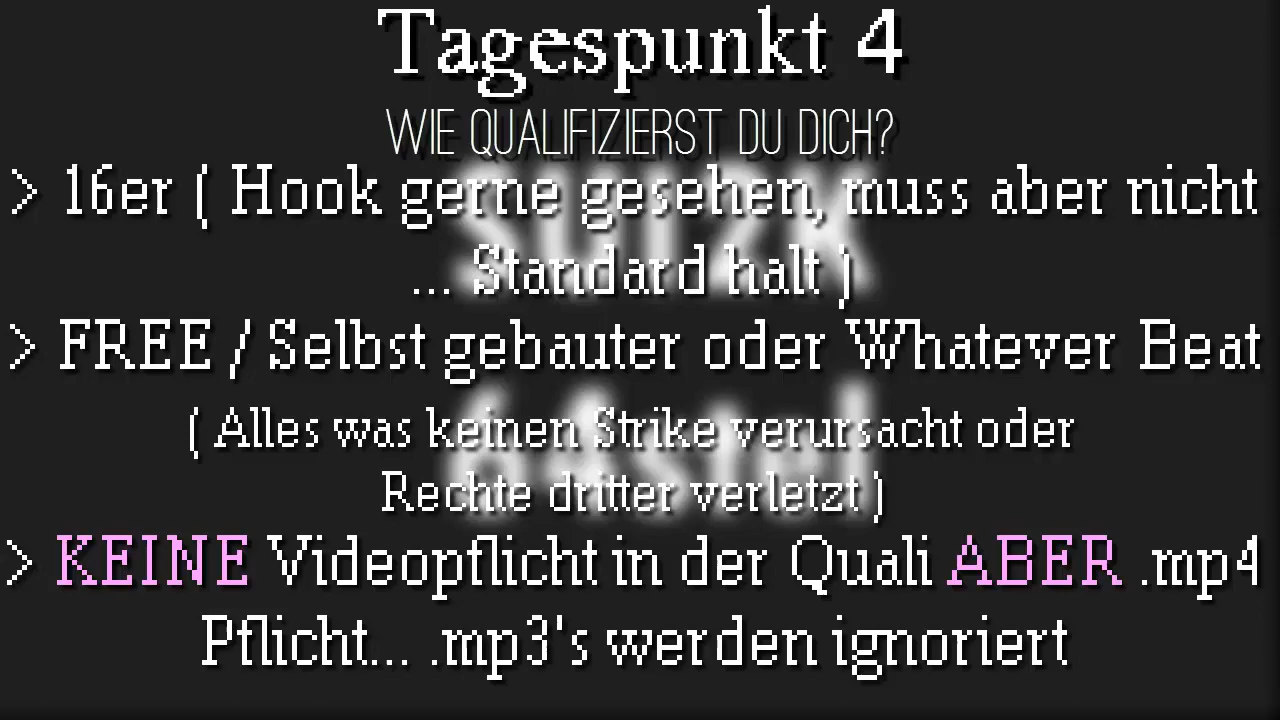 Tagespunkt 4
WIE QUALIFIZIERST DU DICH?
> 16er ( Hook gerne gesehen, muss aber nicht
... Standard halt )
> FREE / Selbst gebauter oder Whatever Beat
( Alles was keinen Strike verursacht oder
Rechte dritter verletzt )
> KEINE Videopflicht in der Quali ABER .mp4
Pflicht... .mp3's werden ignoriert